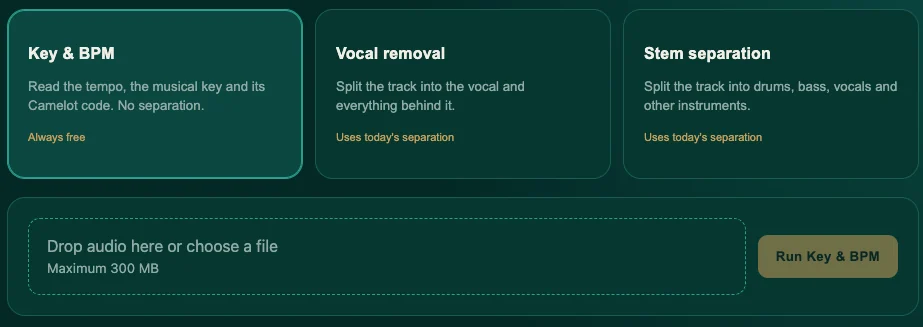 Key & BPM
Read the tempo, the musical key and its
Camelot code. No separation.
Always free
Vocal removal
Split the track into the vocal and
everything behind it.
Uses today's separation
Stem separation
Split the track into drums, bass, vocals and
other instruments.
Uses today's separation
Drop audio here or choose a file
Maximum 300 MB
Run Key & BPM